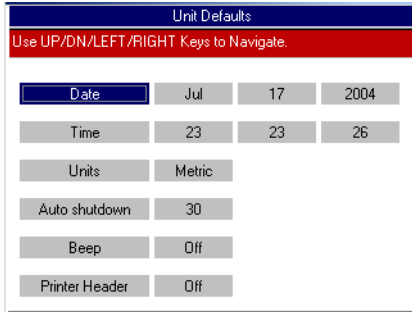 Unit Defaults
Use UP/DN/LEFT/RIGHT Keys to Navigate.
Date Jul 17 2004
Time 23 23 26
Units Metric
Auto shutdown 30
Beep Off
Printer Header Off